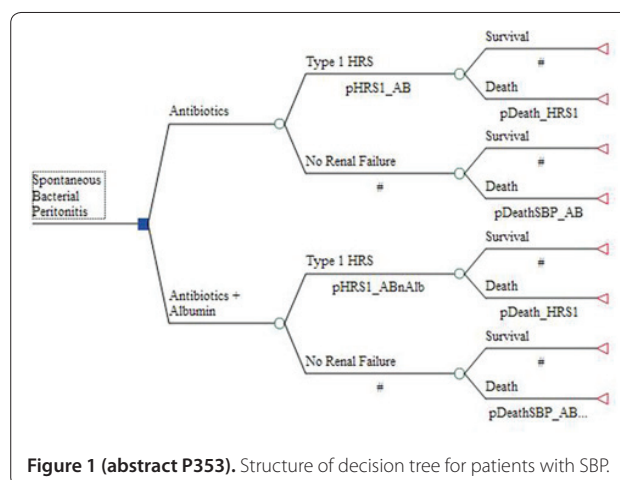 Survival
#
Type 1 HRS
pHRS1_AB
Death
pDeath_HRS1
Antibiotics
Survival
#
No Renal Failure
#
Death
pDeathSBP_AB
Spontaneous
Bacterial
Peritonitis
Survival
#
Type 1 HRS
pHRS1_ABnAlb
Death
pDeath_HRS1
Antibiotics +
Albumin
Survival
#
No Renal Failure
#
Death
pDeathSBP_AB...
Figure 1 (abstract P353). Structure of decision tree for patients with SBP.